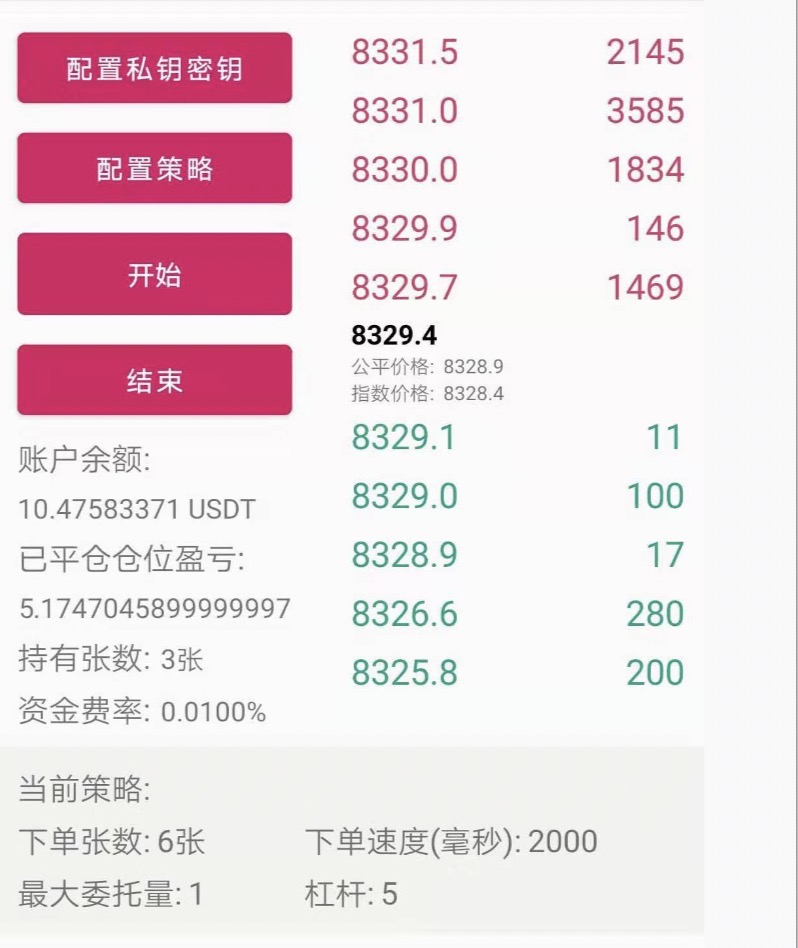 配置私钥密钥
配置策略
开始
结束
账户余额:
10.47583371 USDT
已平仓仓位盈亏:
5.1747045899999997
持有张数: 3张
资金费率: 0.0100%
8331.5 2145
8331.0 3585
8330.0 1834
8329.9 146
8329.7 1469
8329.4
公平价格: 8328.9
指数价格: 8328.4
8329.1 11
8329.0 100
8328.9 17
8326.6 280
8325.8 200
当前策略:
下单张数: 6张 下单速度(毫秒): 2000
最大委托量: 1 杠杆: 5